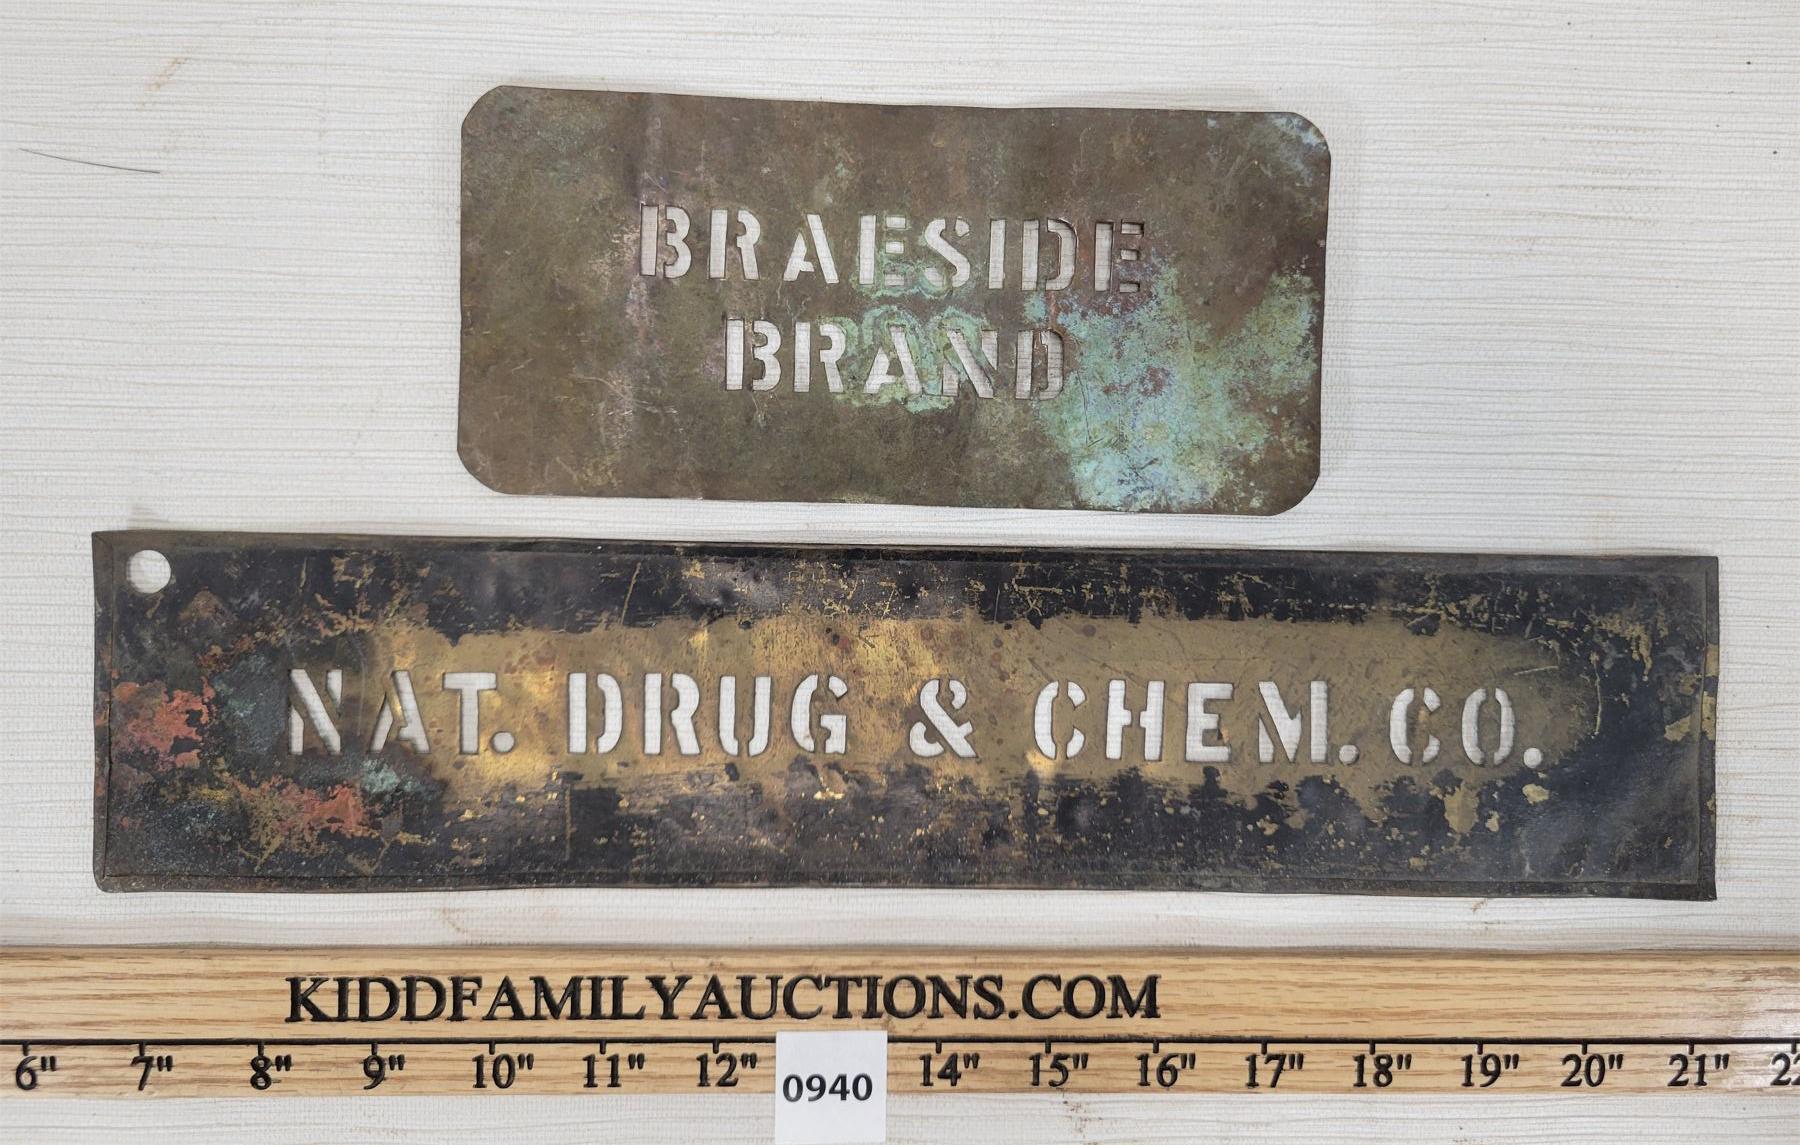 BRAESIDE
BRAND
NAT. DRUG & CHEM. CO.
KIDDFAMILYAUCTIONS.COM
6" 7" 8" 9" 10" 11" 12" 14" 15" 16" 17" 18" 19" 20" 21" 22
0940